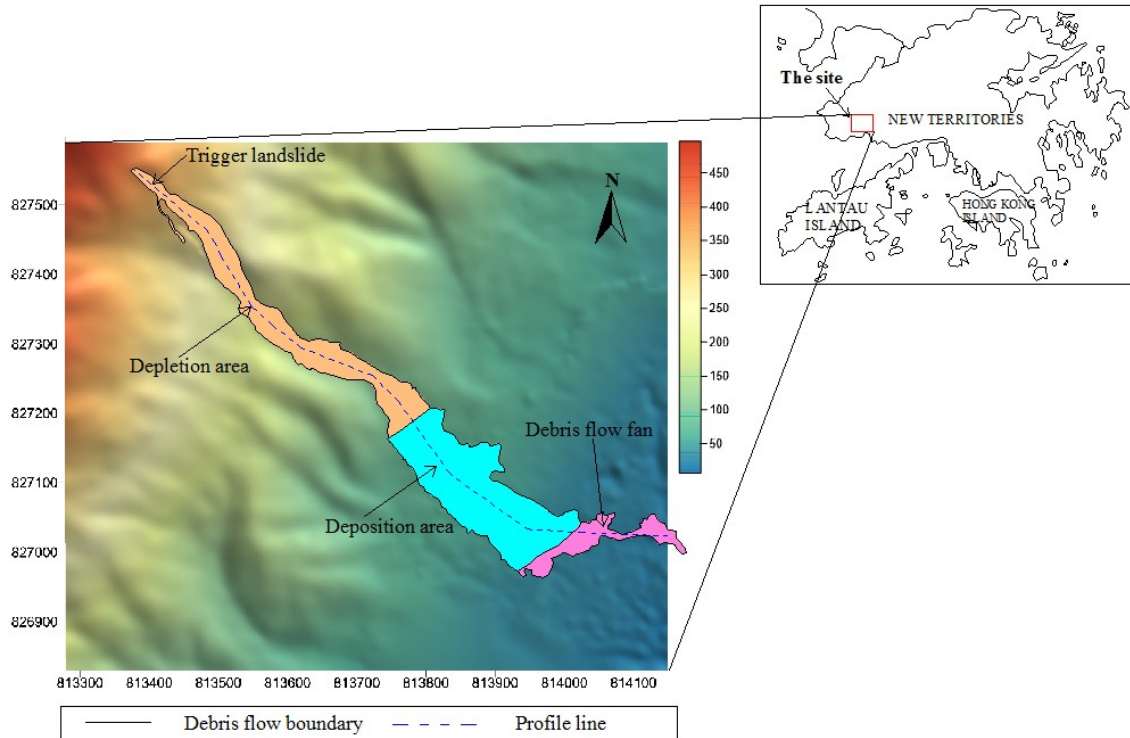 The site
NEW TERRITORIES
LANTAU
ISLAND
HONG KONG
ISLAND
Trigger landslide
N
Depletion area
Debris flow fan
Deposition area
827500
827400
827300
827200
827100
827000
826900
813300 813400 813500 813600 813700 813800 813900 814000 814100
450
400
350
300
250
200
150
100
50
Debris flow boundary Profile line